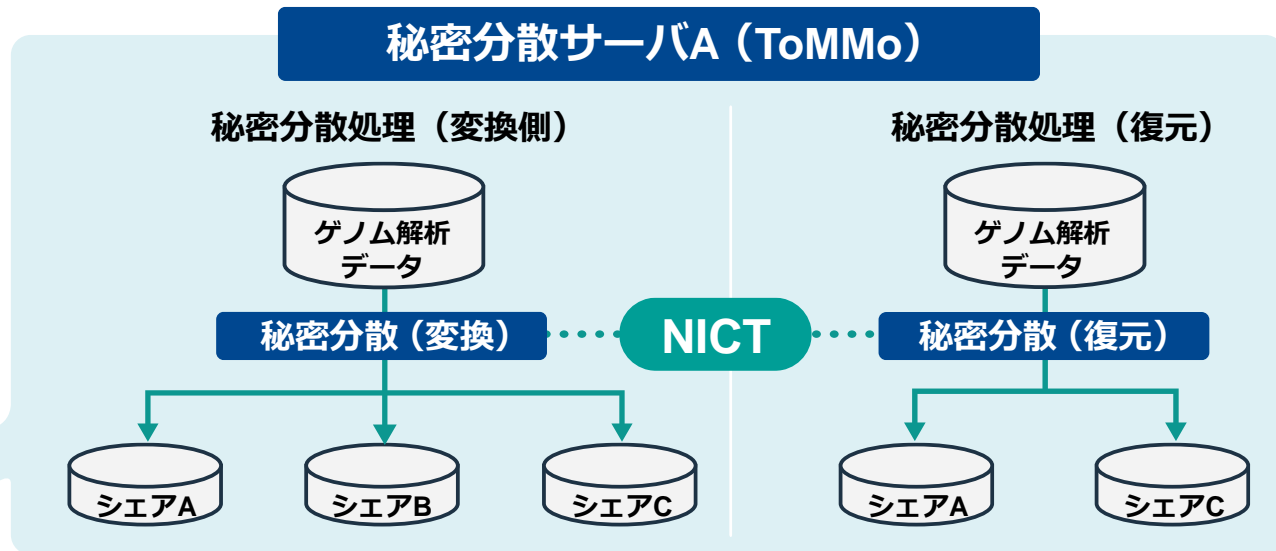 秘密分散サーバA（ToMMo）
秘密分散処理（変換側）
ゲノム解析
データ
秘密分散（変換）
シェアA
シェアB
シェアC
NICT
秘密分散処理（復元）
ゲノム解析
データ
秘密分散（復元）
シェアA
シェアC